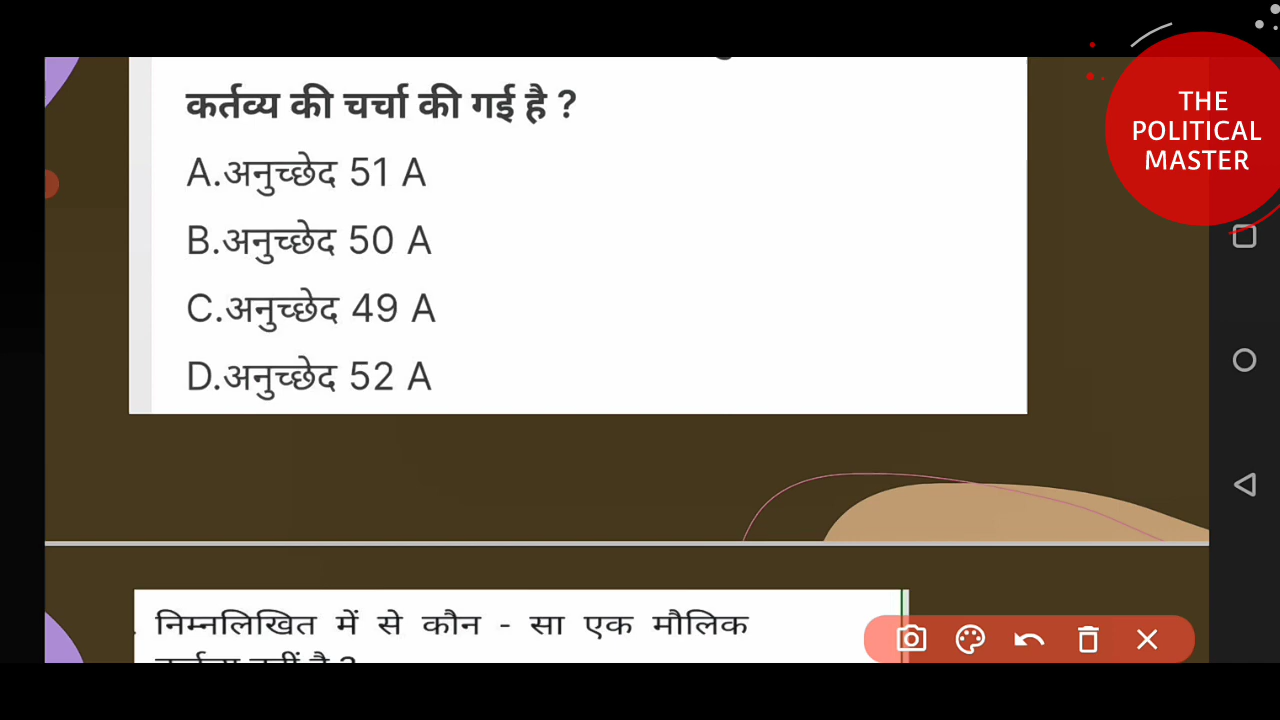 THE
POLITICAL
MASTER
कर्तव्य की चर्चा की गई है ?
A.अनुच्छेद 51 A
B.अनुच्छेद 50 A
C.अनुच्छेद 49 A
D.अनुच्छेद 52 A
निम्नलिखित में से कौन - सा एक मौलिक